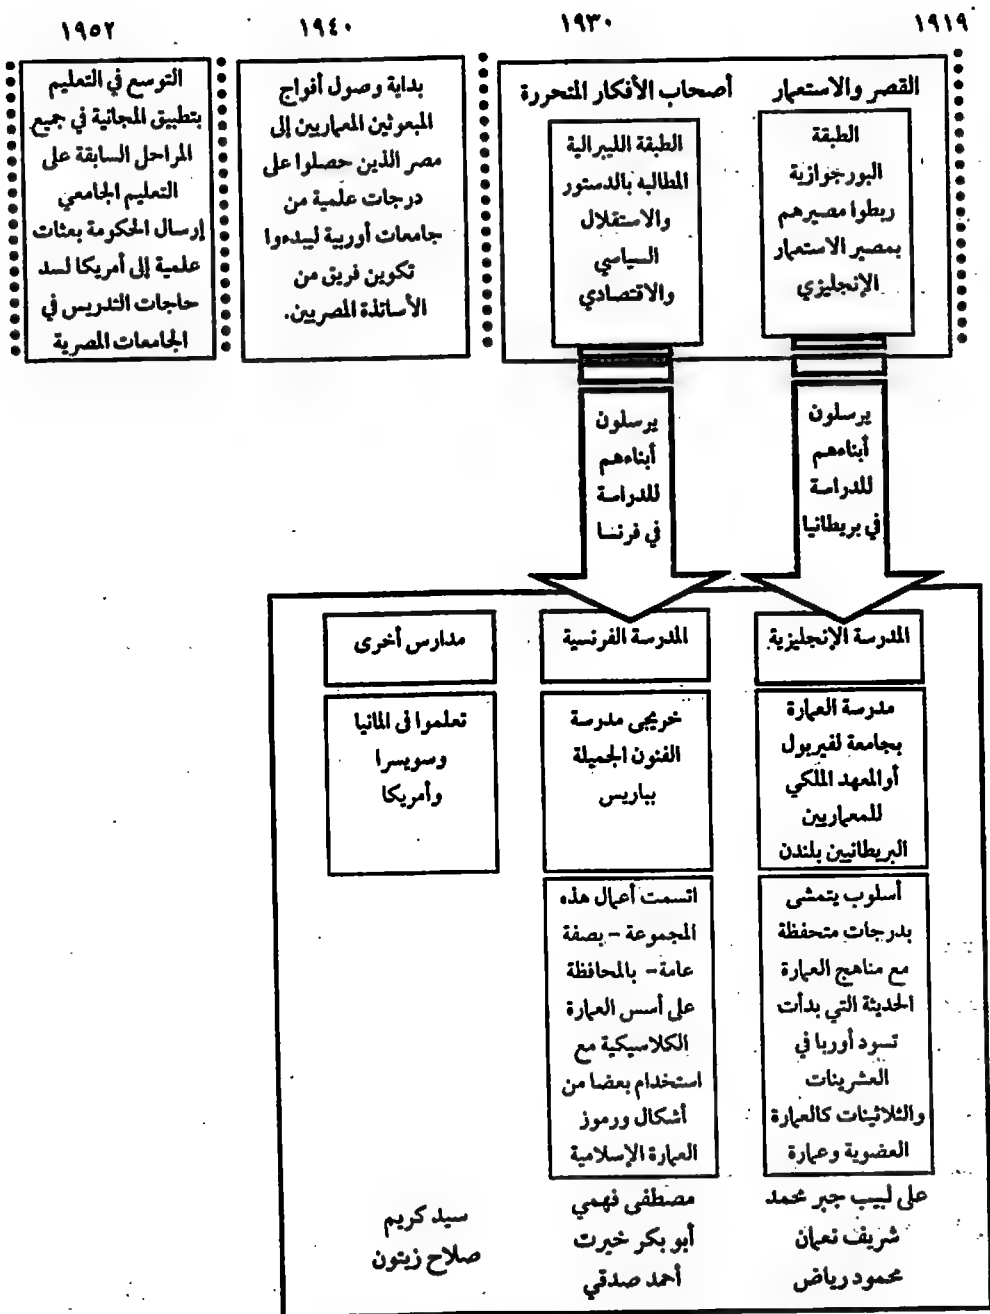 ١٩١٩
١٩٣٠
١٩٤٠
١٩٥٢
القصر والاستعمار
الطبقة
البورجوازية
ربطوا مصيرهم
بمصير الاستعمار
الإنجليزي
أصحاب الأفكار المتحررة
الطبقة الليبرالية
المطالبه بالدستور
والاستقلال
السياسي
والاقتصادي
بداية وصول أفواج
المبعوثين المعماريين إلى
مصر الذين حصلوا على
درجات علمية من
جامعات أوربية ليبدءوا
تكوين فريق من
الأساتذة المصريين.
التوسع في التعليم
بتطبيق المجانية في جميع
المراحل السابقة على
التعليم الجامعي
إرسال الحكومة بعثات
علمية إلى أمريكا لسد
حاجات التدريس في
الجامعات المصرية
يرسلون
أبناءهم
للدراسة
في بريطانيا
يرسلون
أبناءهم
للدراسة
في فرنسا
المدرسة الإنجليزية
مدرسة العمارة
بجامعة لفيربول
أوالمعهد الملكي
للمعماريين
البريطانيين بلندن
أسلوب يتمشى
بدرجات متحفظة
مع مناهج العمارة
الحديثة التي بدأت
تسود أوربا في
العشرينات
والثلاثينات كالعمارة
العضوية وعمارة
على لبيب جبر محمد
شريف نعمان
محمود رياض
المدرسة الفرنسية
خريجى مدرسة
الفنون الجميلة
بباريس
اتسمت أعمال هذه
المجموعة - بصفة
عامة- بالمحافظة
على أسس العمارة
الكلاسيكية مع
استخدام بعضا من
أشكال ورموز
العمارة الإسلامية
مصطفى فهمي
أبو بكر خيرت
أحمد صدقي
مدارس أخرى
تعلموا فى المانيا
وسويسرا
وأمريكا
سيد كريم
صلاح زيتون